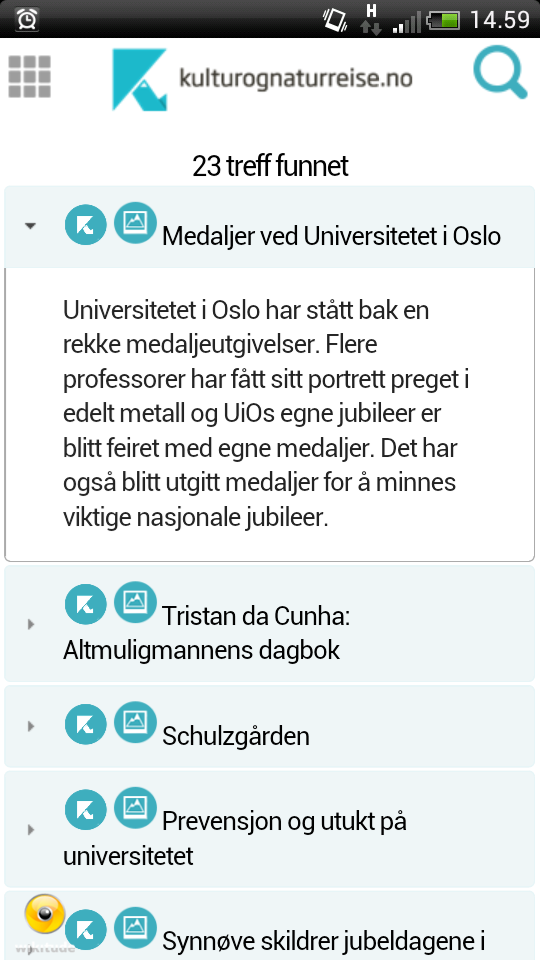 H
14.59
kulturognaturreise.no
23 treff funnet
Medaljer ved Universitetet i Oslo
Universitetet i Oslo har stått bak en
rekke medaljeutgivelser. Flere
professorer har fått sitt portrett preget i
edelt metall og UiOs egne jubileer er
blitt feiret med egne medaljer. Det har
også blitt utgitt medaljer for å minnes
viktige nasjonale jubileer.
Tristan da Cunha:
Altmuligmannens dagbok
Schulzgården
Prevensjon og utukt på
universitetet
Synnøve skildrer jubeldagene i
wikitude